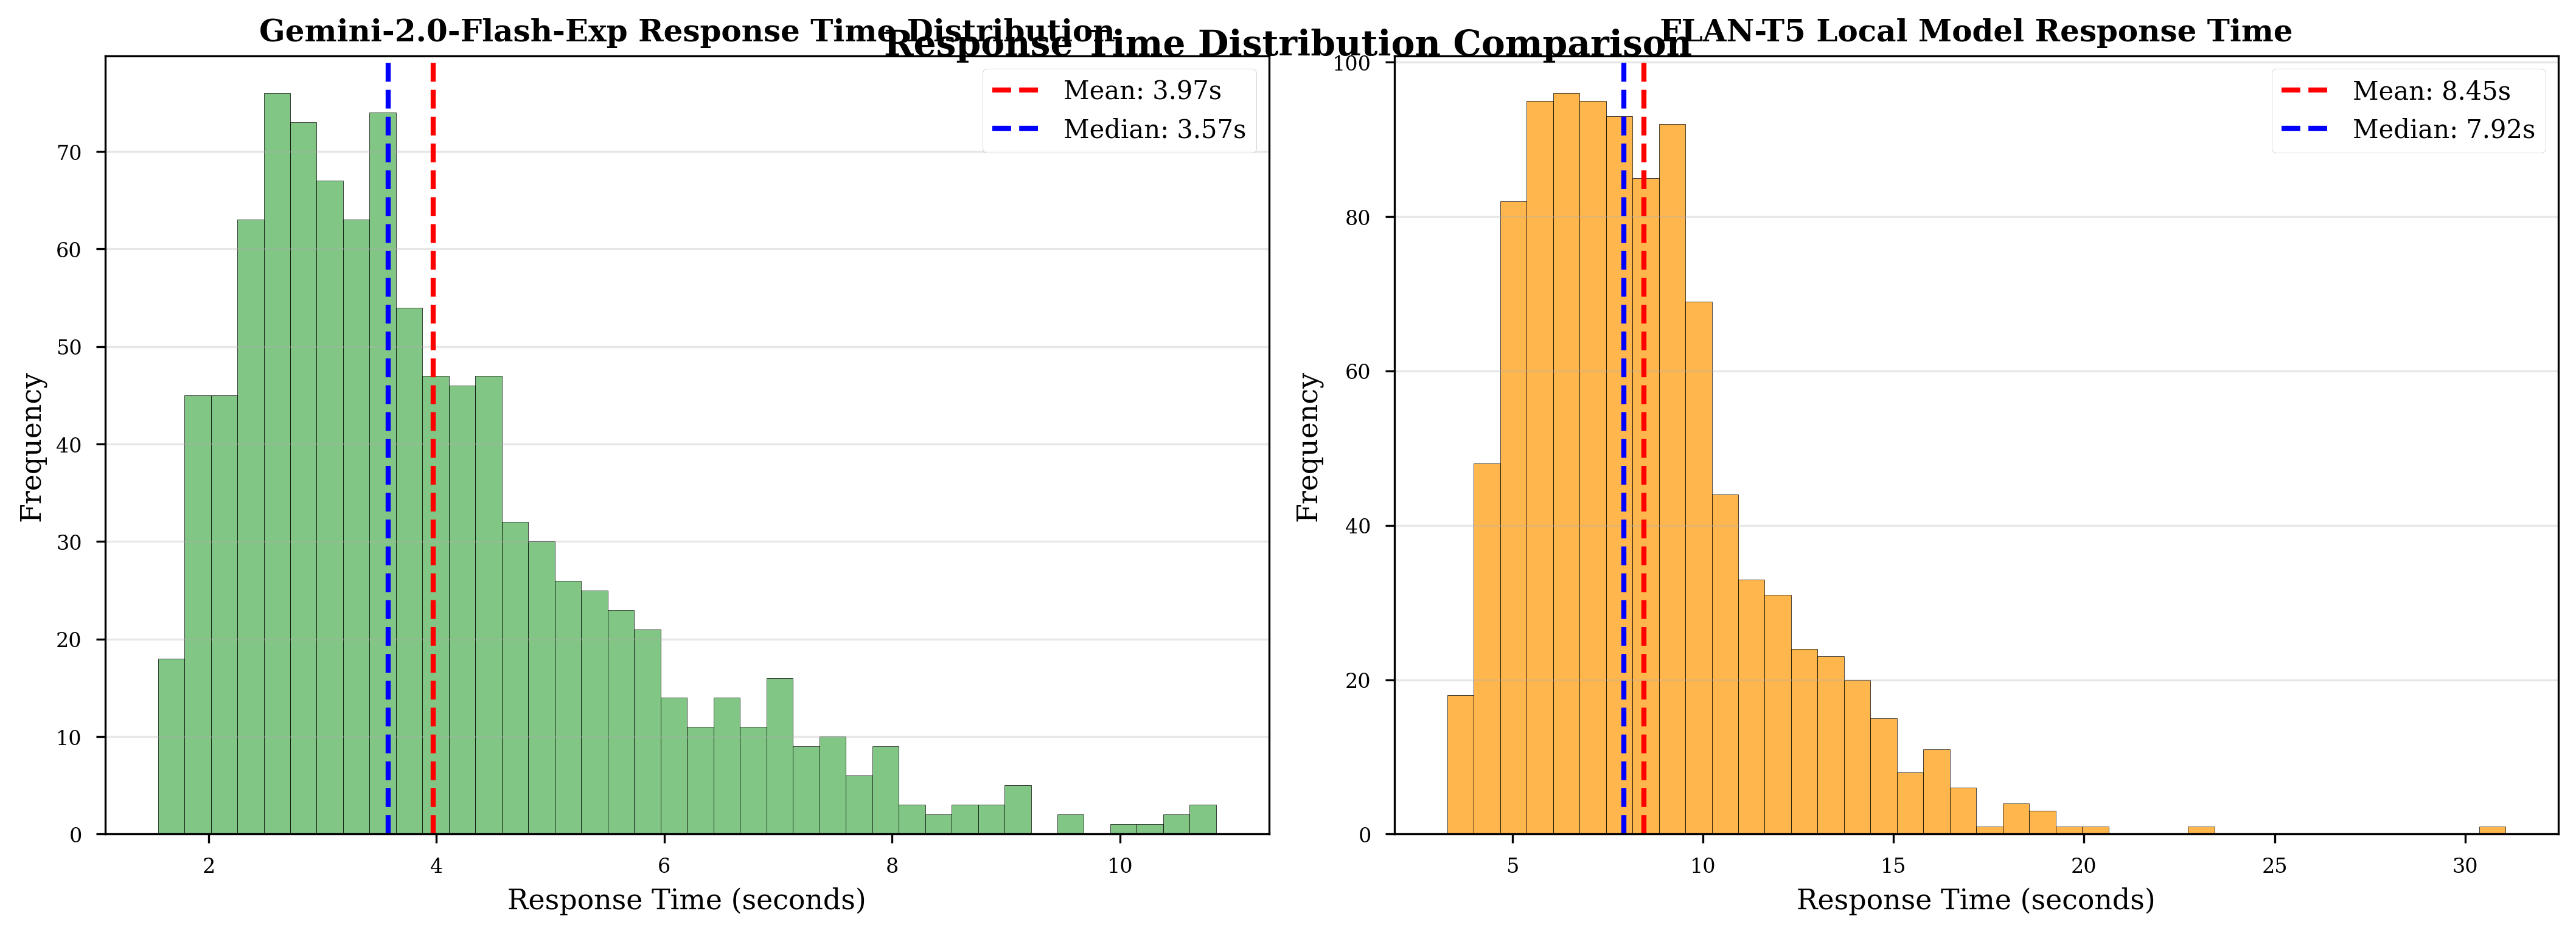 Response Time Distribution Comparison
Gemini-2.0-Flash-Exp Response Time Distribution
Mean: 3.97s
Median: 3.57s
Frequency
70
60
50
40
30
20
10
0
2 4 6 8 10
Response Time (seconds)
FLAN-T5 Local Model Response Time
Mean: 8.45s
Median: 7.92s
Frequency
100
80
60
40
20
0
5 10 15 20 25 30
Response Time (seconds)